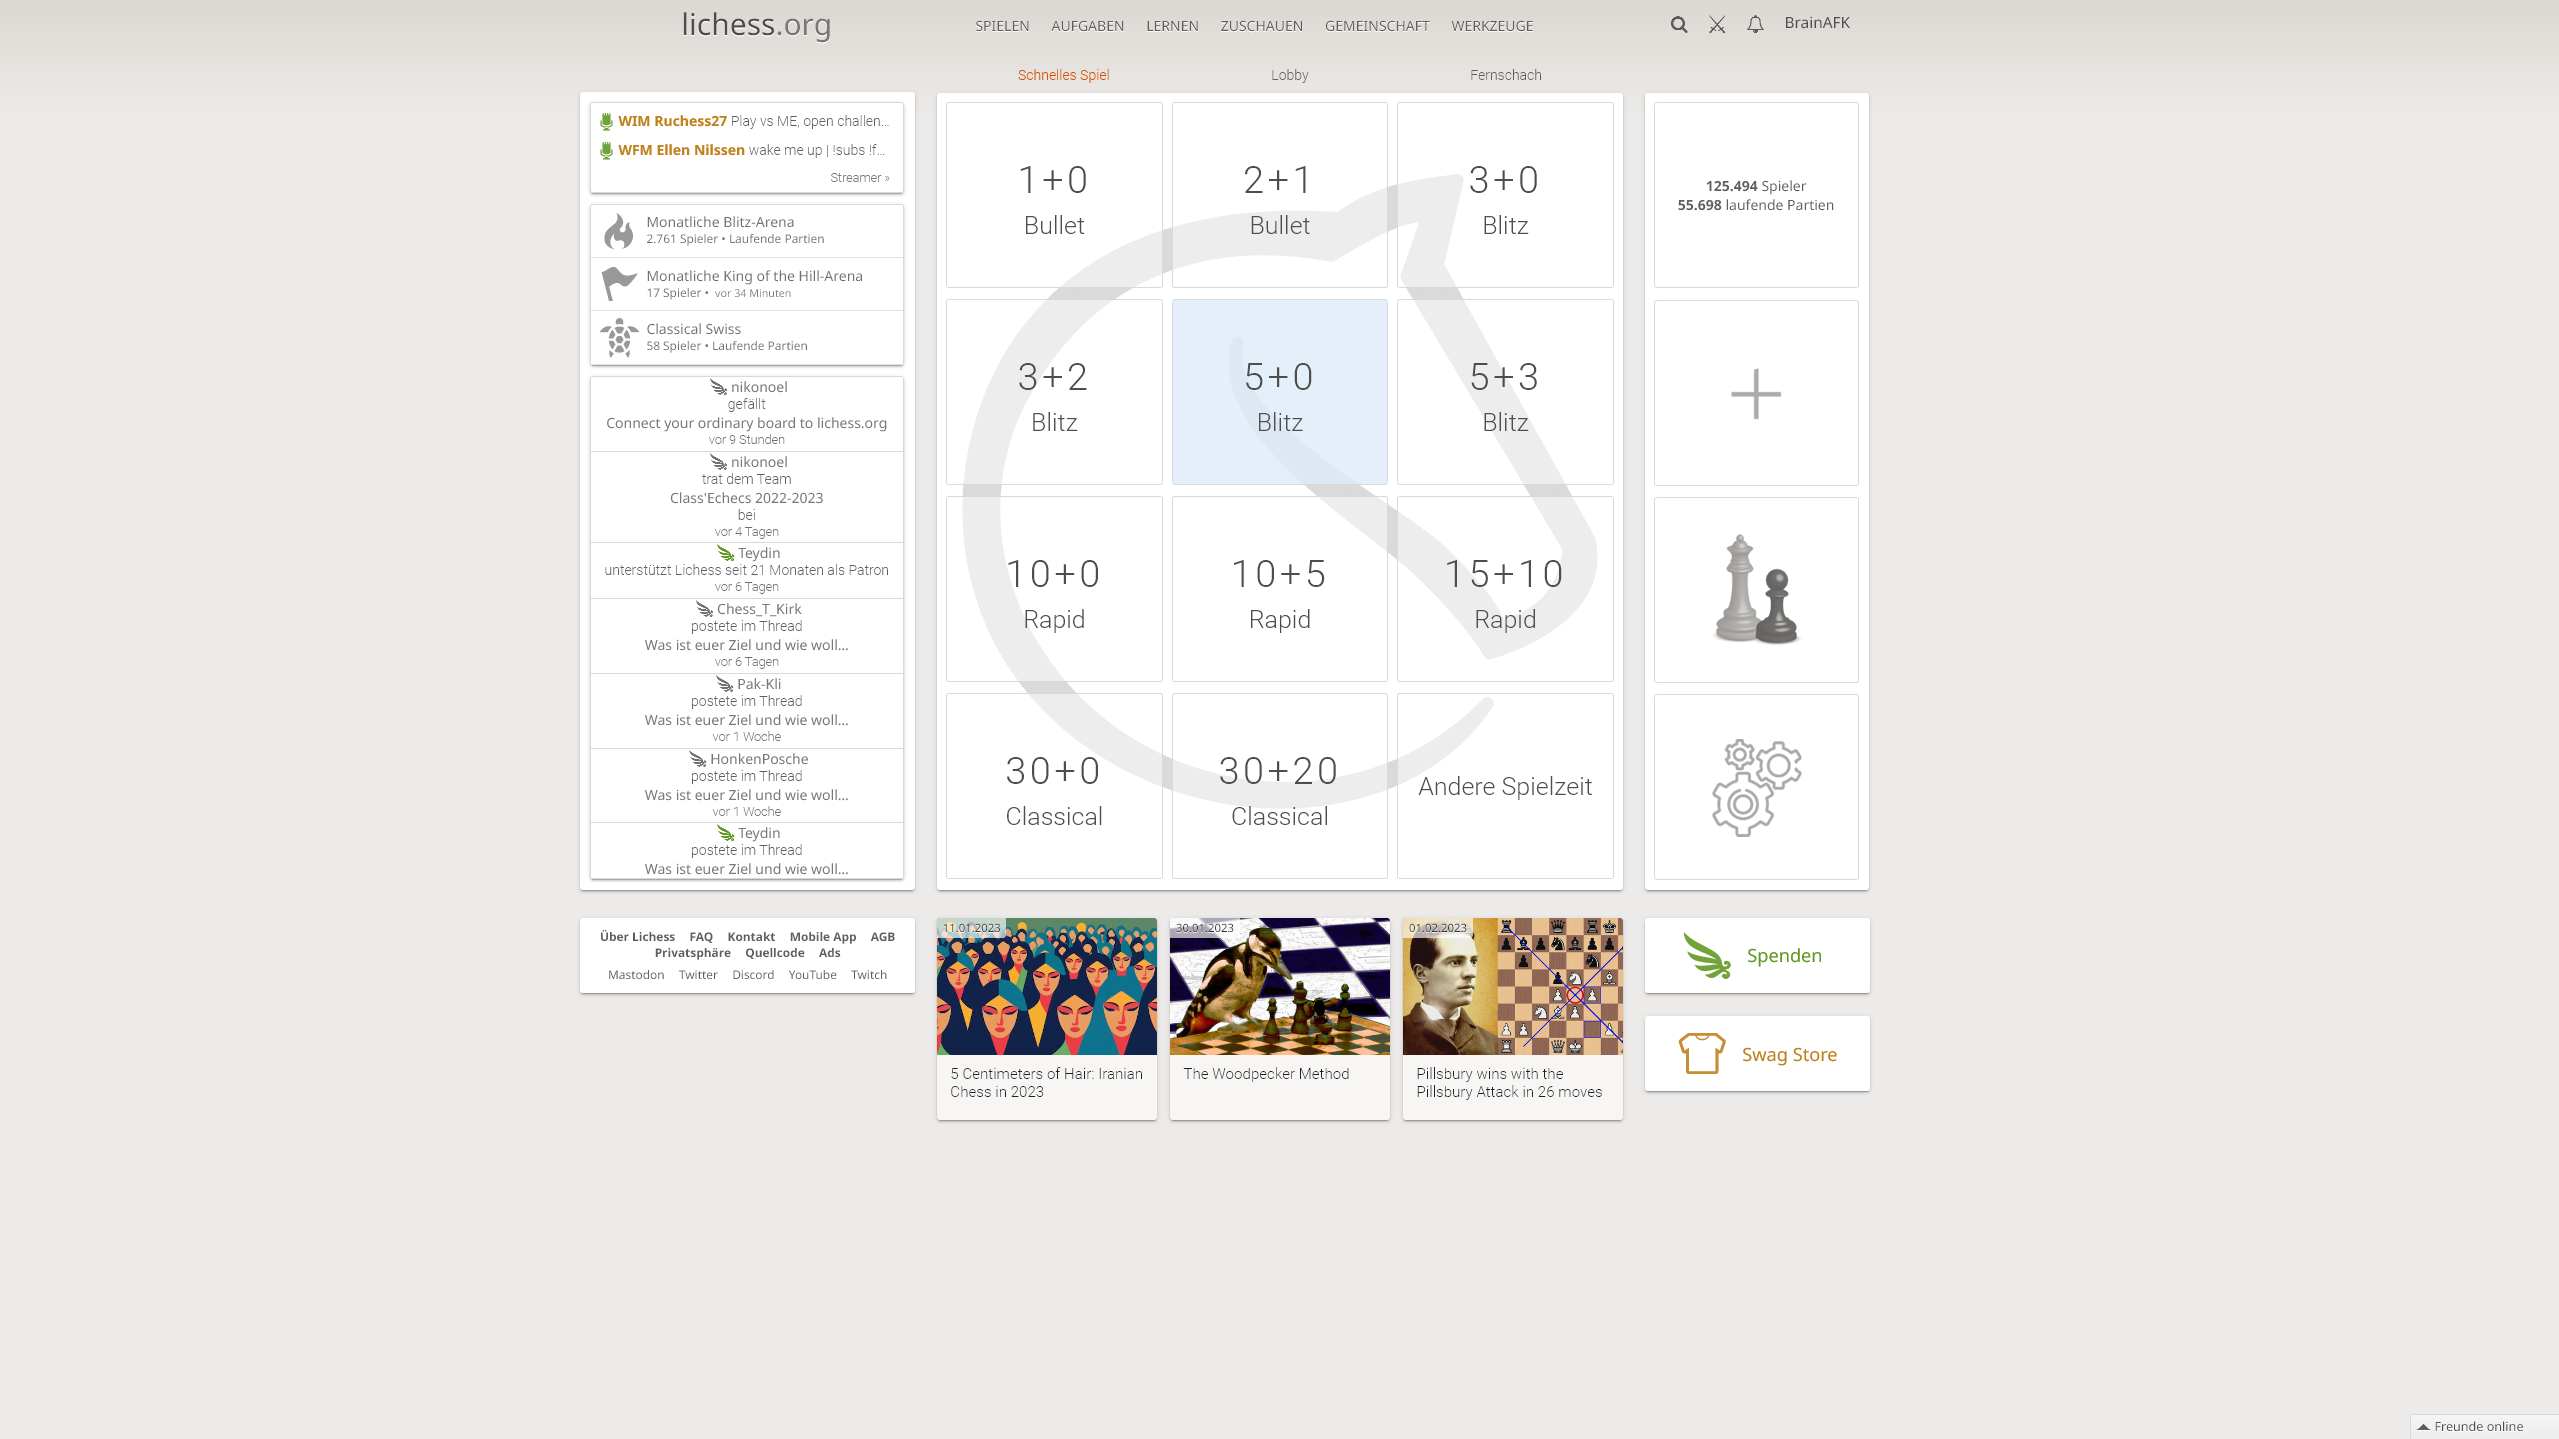 lichess.org
SPIELEN AUFGABEN LERNEN ZUSCHAUEN GEMEINSCHAFT WERKZEUGE
BrainAFK
Schnelles Spiel
Lobby
Fernschach
WIM Ruchess27 Play vs ME, open challen...
WFM Ellen Nilssen wake me up | !subs !f...
Streamer »
Monatliche Blitz-Arena
2.761 Spieler • Laufende Partien
Monatliche King of the Hill-Arena
17 Spieler • vor 34 Minuten
Classical Swiss
58 Spieler • Laufende Partien
nikonoel
gefällt
Connect your ordinary board to lichess.org
vor 9 Stunden
nikonoel
trat dem Team
Class'Echecs 2022-2023
bei
vor 4 Tagen
Teydin
unterstützt Lichess seit 21 Monaten als Patron
vor 6 Tagen
Chess_T_Kirk
postete im Thread
Was ist euer Ziel und wie woll...
vor 6 Tagen
Pak-Kli
postete im Thread
Was ist euer Ziel und wie woll...
vor 1 Woche
HonkenPosche
postete im Thread
Was ist euer Ziel und wie woll...
vor 1 Woche
Teydin
postete im Thread
Was ist euer Ziel und wie woll...
1+0
Bullet
2+1
Bullet
3+0
Blitz
3+2
Blitz
5+0
Blitz
5+3
Blitz
10+0
Rapid
10+5
Rapid
15+10
Rapid
30+0
Classical
30+20
Classical
Andere Spielzeit
125.494 Spieler
55.698 laufende Partien
Über Lichess FAQ Kontakt Mobile App AGB
Privatsphäre Quellcode Ads
Mastodon Twitter Discord YouTube Twitch
11.01.2023
5 Centimeters of Hair: Iranian
Chess in 2023
30.01.2023
The Woodpecker Method
01.02.2023
Pillsbury wins with the
Pillsbury Attack in 26 moves
Spenden
Swag Store
Freunde online